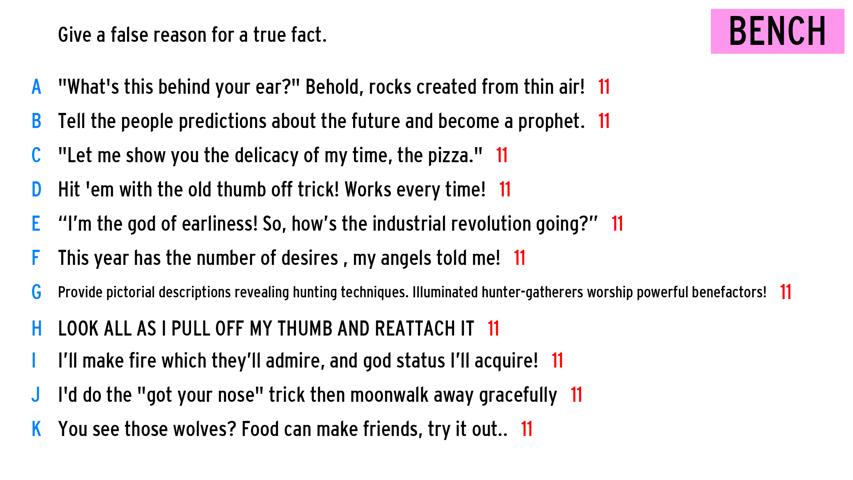 Give a false reason for a true fact.
BENCH
A "What's this behind your ear?" Behold, rocks created from thin air! 11
B Tell the people predictions about the future and become a prophet. 11
C "Let me show you the delicacy of my time, the pizza." 11
D Hit 'em with the old thumb off trick! Works every time! 11
E “I’m the god of earliness! So, how’s the industrial revolution going?” 11
F This year has the number of desires , my angels told me! 11
G Provide pictorial descriptions revealing hunting techniques. Illuminated hunter-gatherers worship powerful benefactors! 11
H LOOK ALL AS I PULL OFF MY THUMB AND REATTACH IT 11
I I’ll make fire which they’ll admire, and god status I’ll acquire! 11
J I'd do the "got your nose" trick then moonwalk away gracefully 11
K You see those wolves? Food can make friends, try it out.. 11